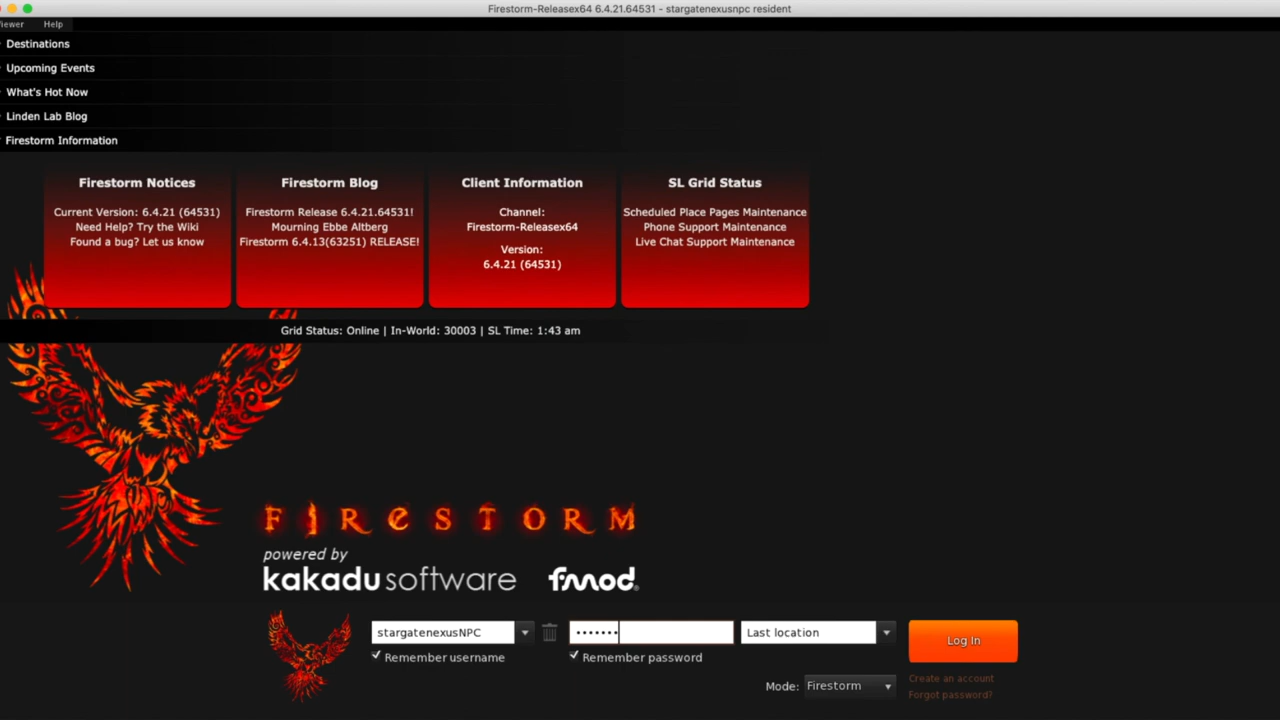 Firestorm-Releasex64 6.4.21.64531 - stargatenexusnpc resident
iewer Help
Destinations
Upcoming Events
What's Hot Now
Linden Lab Blog
Firestorm Information
Firestorm Notices
Current Version: 6.4.21 (64531)
Need Help? Try the Wiki
Found a bug? Let us know
Firestorm Blog
Firestorm Release 6.4.21.64531!
Mourning Ebbe Altberg
Firestorm 6.4.13(63251) RELEASE!
Client Information
Channel:
Firestorm-Releasex64
Version:
6.4.21 (64531)
SL Grid Status
Scheduled Place Pages Maintenance
Phone Support Maintenance
Live Chat Support Maintenance
Grid Status: Online | In-World: 30003 | SL Time: 1:43 am
FIRESTORM
powered by
kakadu software fmod®
stargatenexusNPC ••••••• Last location Log In
Remember username Remember password
Mode: Firestorm
Create an account
Forgot password?